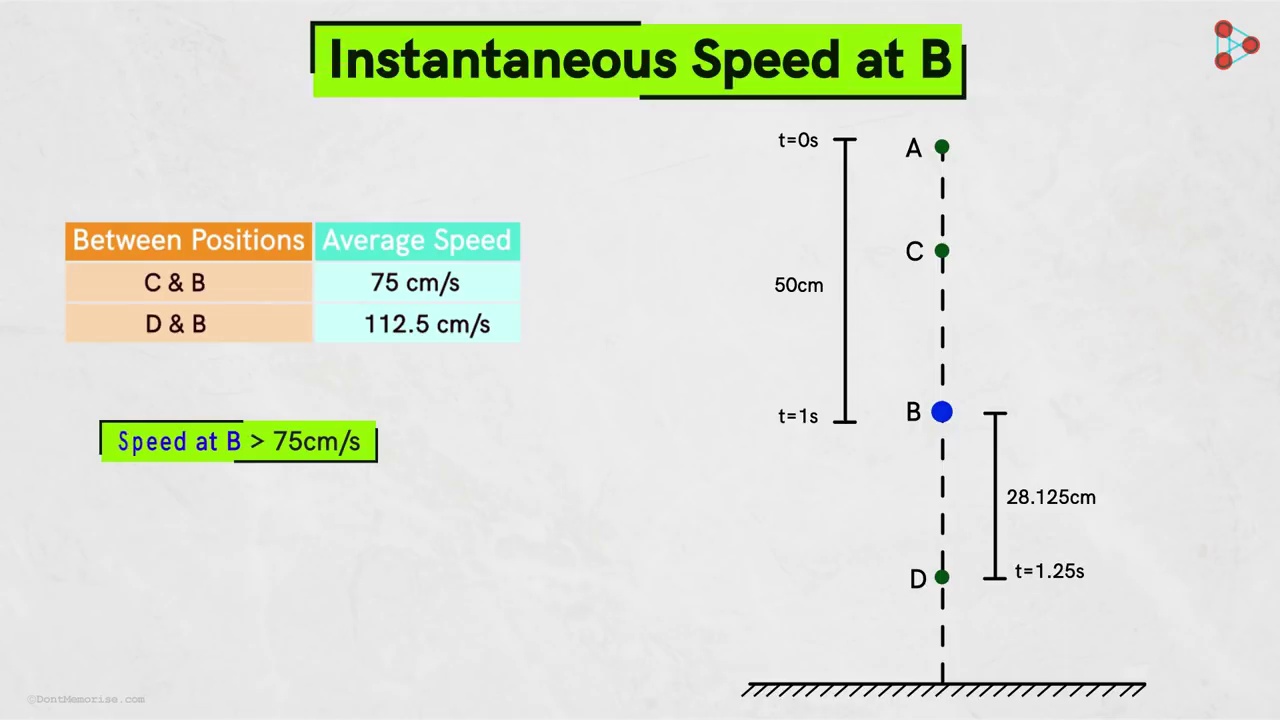 Instantaneous Speed at B
Between Positions Average Speed
C & B 75 cm/s
D & B 112.5 cm/s
Speed at B > 75cm/s
t=0s
A
C
50cm
t=1s
B
28.125cm
D
t=1.25s
©DontMemorise.com